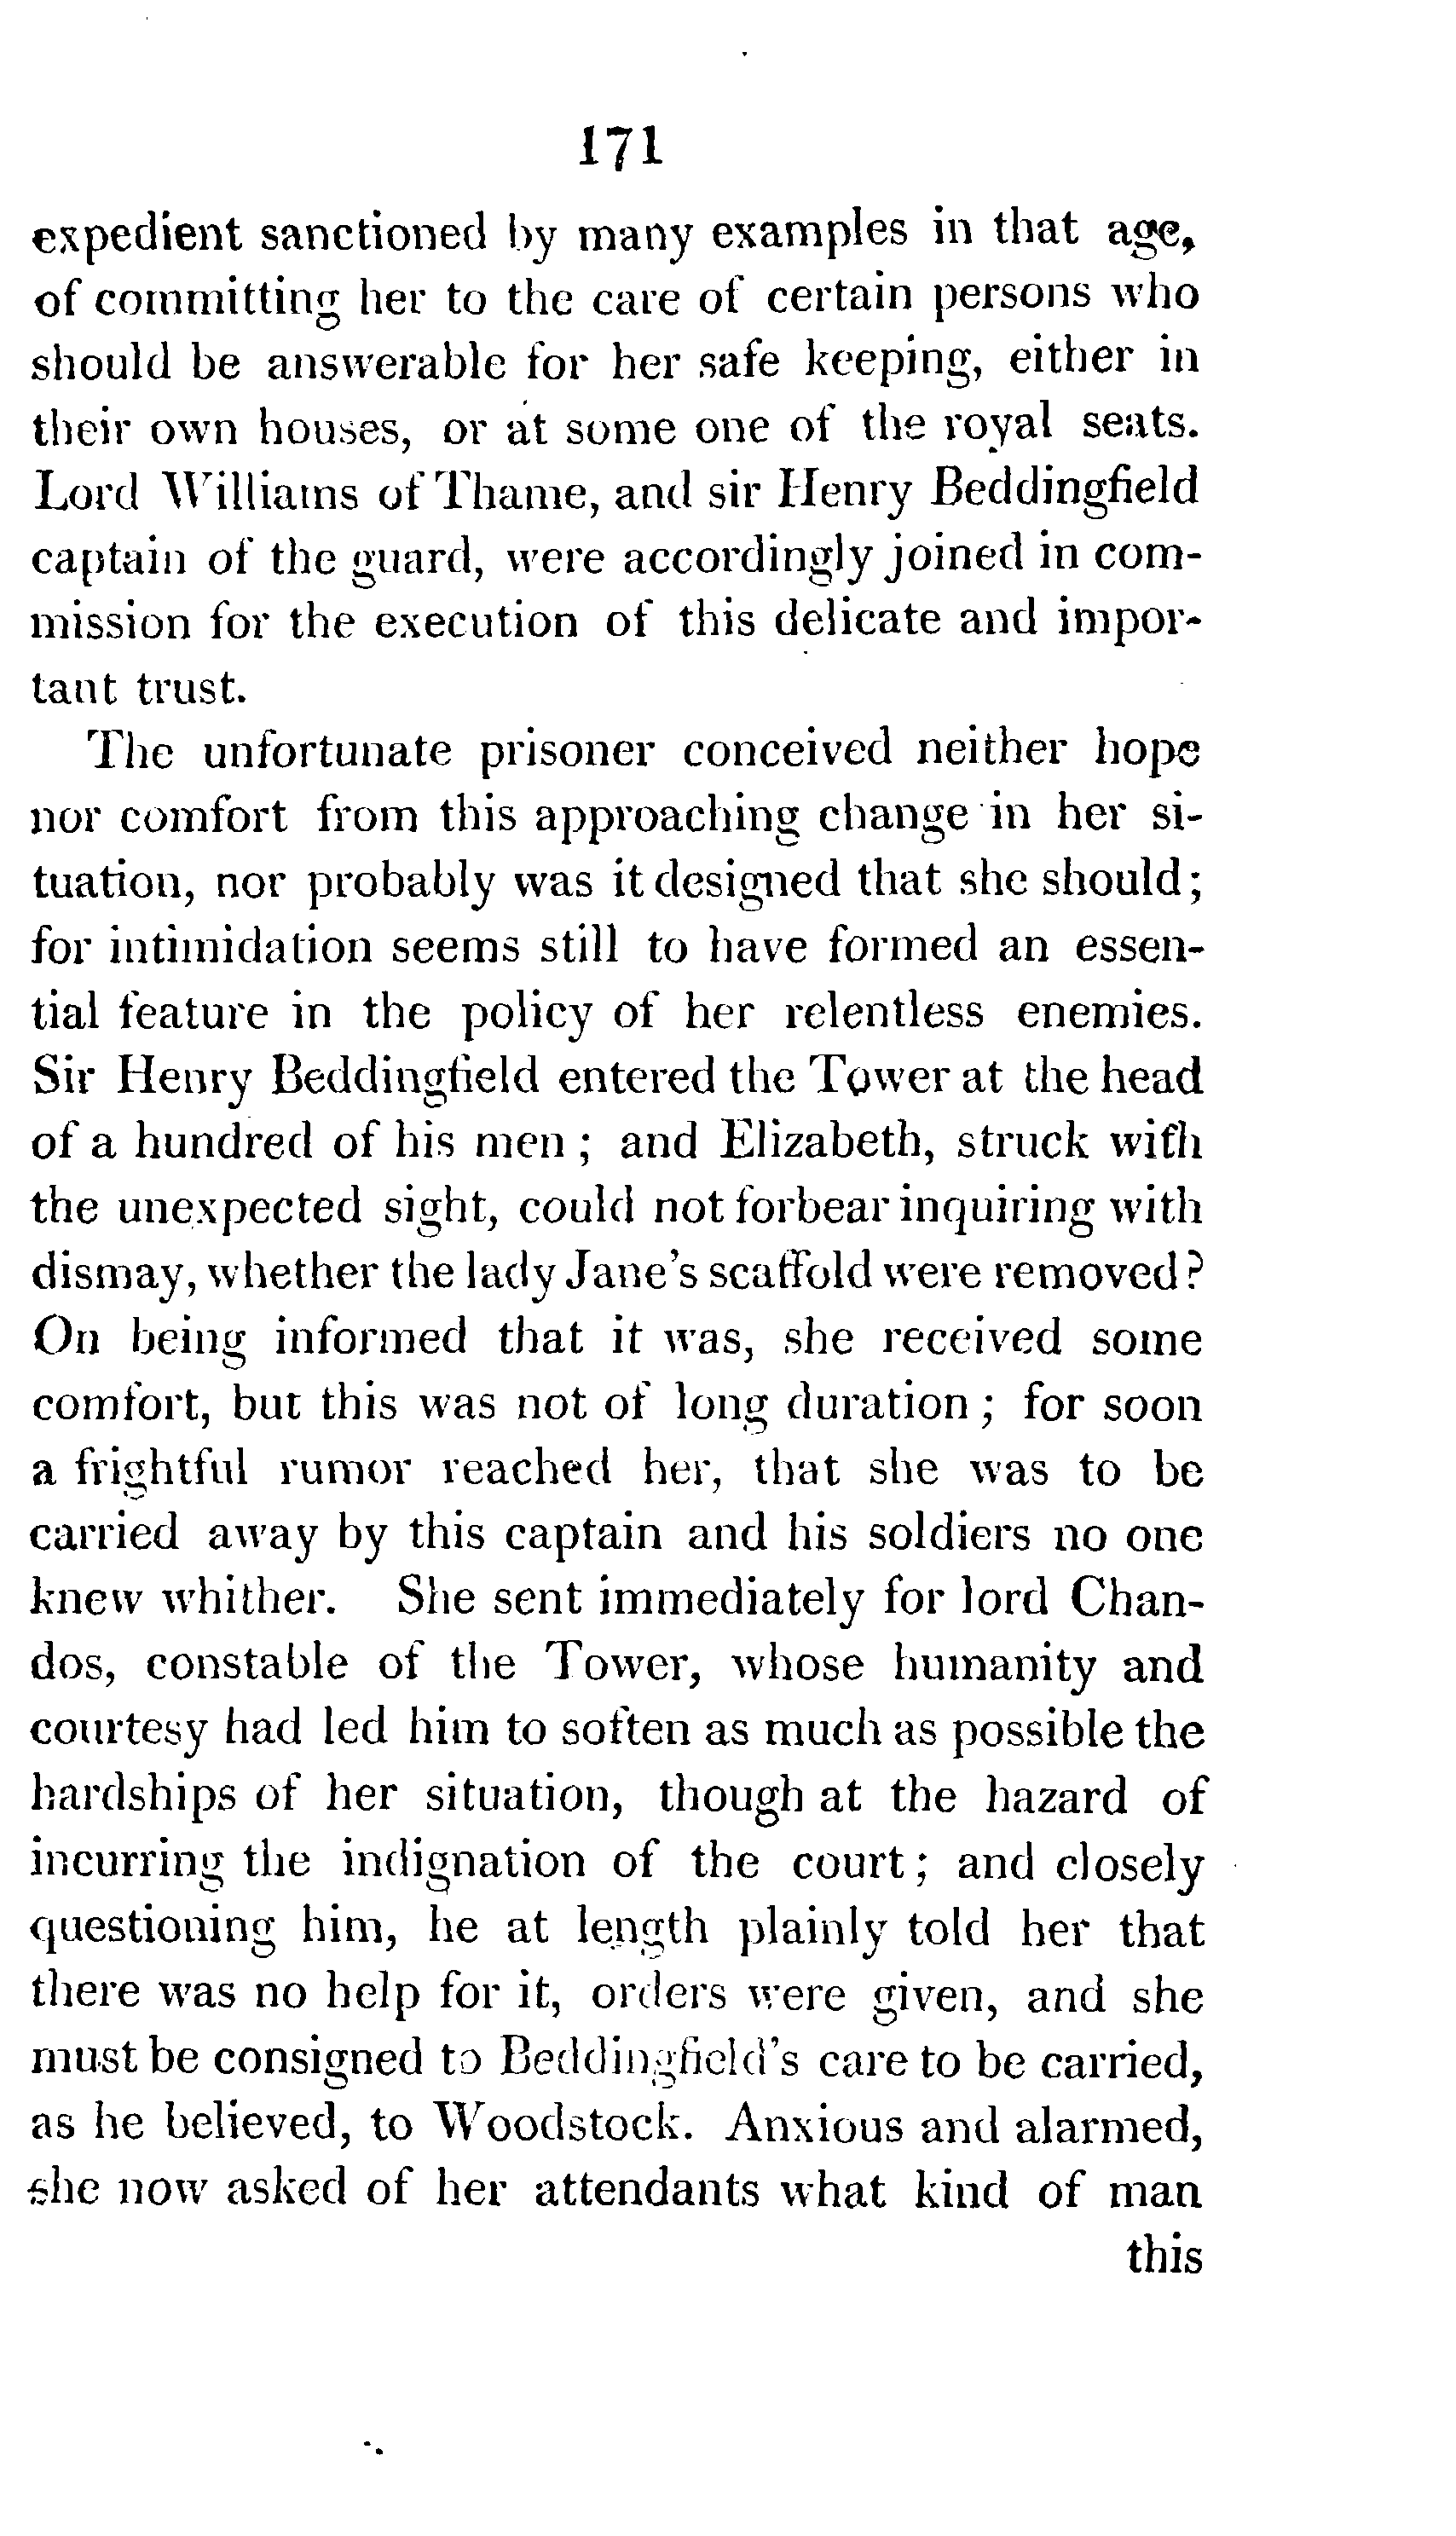 171
expedient sanctioned by many examples in that age,
of committing her to the care of certain persons who
should be answerable for her safe keeping, either in
their own houses, or at some one of the royal seats.
Lord Williams of Thame, and sir Henry Beddingfield
captain of the guard, were accordingly joined in com-
mission for the execution of this delicate and impor-
tant trust.
The unfortunate prisoner conceived neither hope
nor comfort from this approaching change in her si-
tuation, nor probably was it designed that she should;
for intimidation seems still to have formed an essen-
tial feature in the policy of her relentless enemies.
Sir Henry Beddingfield entered the Tower at the head
of a hundred of his men ; and Elizabeth, struck with
the unexpected sight, could not forbear inquiring with
dismay, whether the lady Jane's scaffold were removed?
On being informed that it was, she received some
comfort, but this was not of long duration ; for soon
a frightful rumor reached her, that she was to be
carried away by this captain and his soldiers no one
knew whither. She sent immediately for lord Chan-
dos, constable of the Tower, whose humanity and
courtesy had led him to soften as much as possible the
hardships of her situation, though at the hazard of
incurring the indignation of the court ; and closely
questioning him, he at length plainly told her that
there was no help for it, orders were given, and she
must be consigned to Beddingfield's care to be carried,
as he believed, to Woodstock. Anxious and alarmed,
she now asked of her attendants what kind of man
this